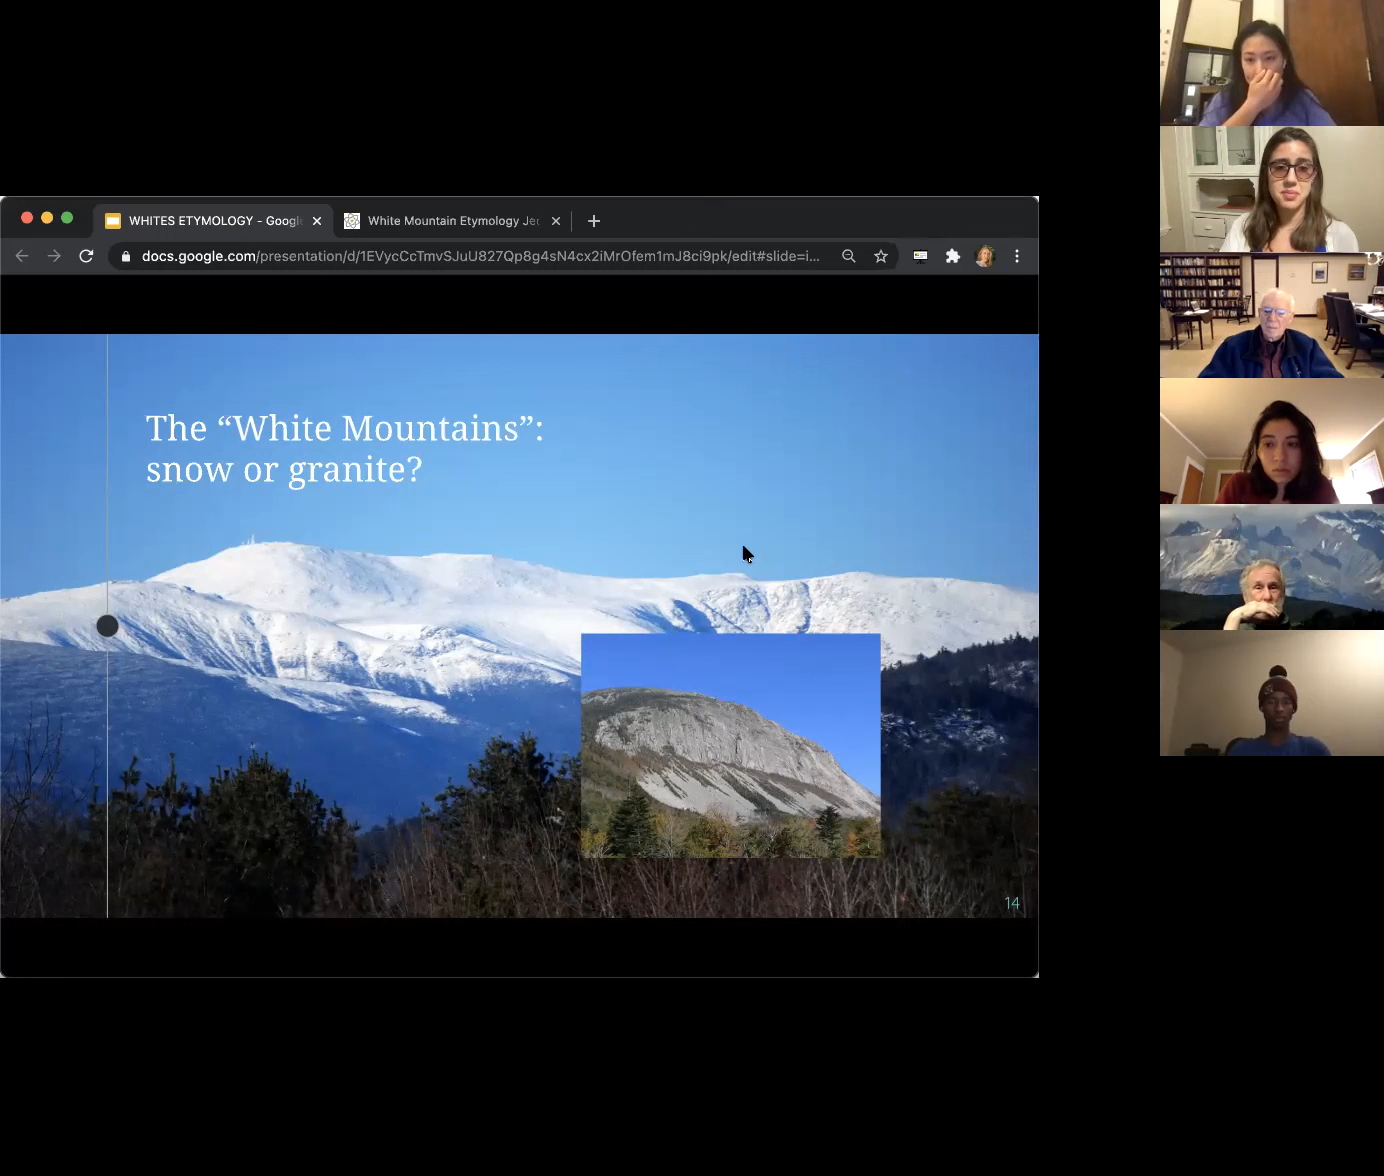 WHITES ETYMOLOGY - Googl
White Mountain Etymology Jeo
docs.google.com/presentation/d/1EVycCcTmvSJuU827Qp8g4sN4cx2iMrOfem1mJ8ci9pk/edit#slide=i...
The “White Mountains”:
snow or granite?
14